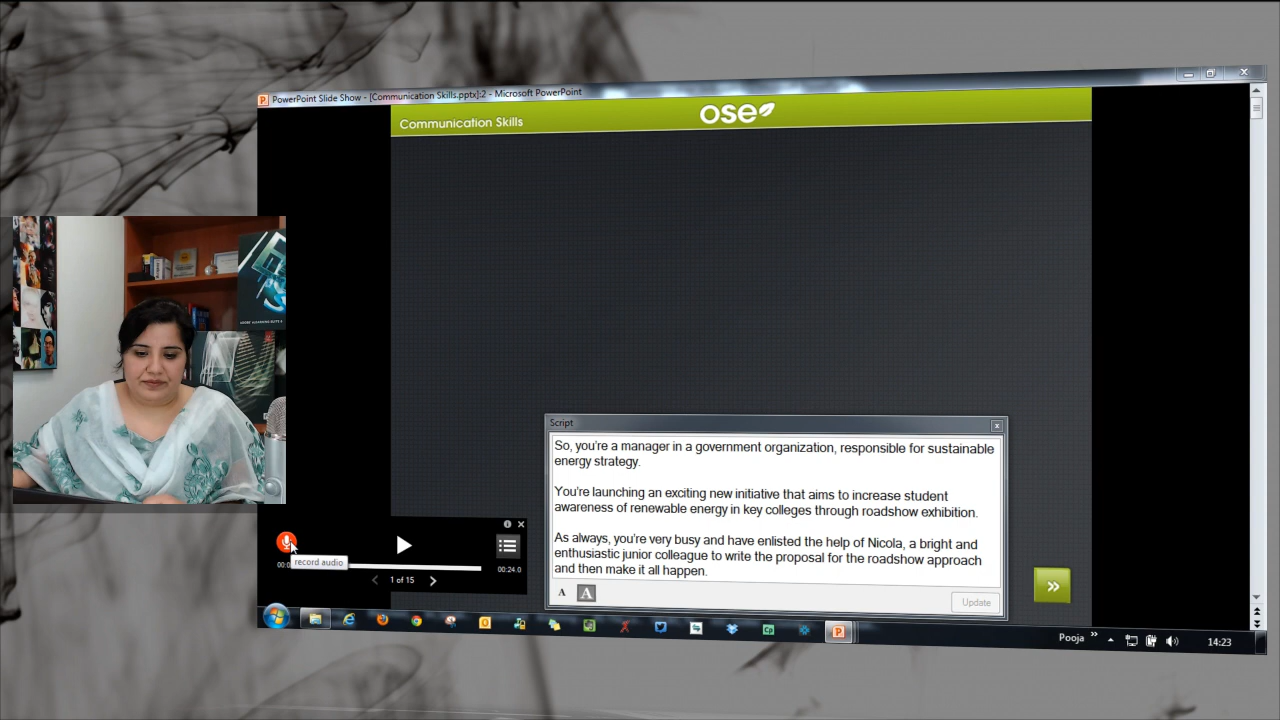 PowerPoint Slide Show - [Communication Skills.pptx]:2 - Microsoft PowerPoint
Communication Skills
ose
Script
So, you're a manager in a government organization, responsible for sustainable
energy strategy.
You're launching an exciting new initiative that aims to increase student
awareness of renewable energy in key colleges through roadshow exhibition.
As always, you're very busy and have enlisted the help of Nicola, a bright and
enthusiastic junior colleague to write the proposal for the roadshow approach
and then make it all happen.
A A
Update
record audio
00:24.0
1 of 15
Pooja
14:23